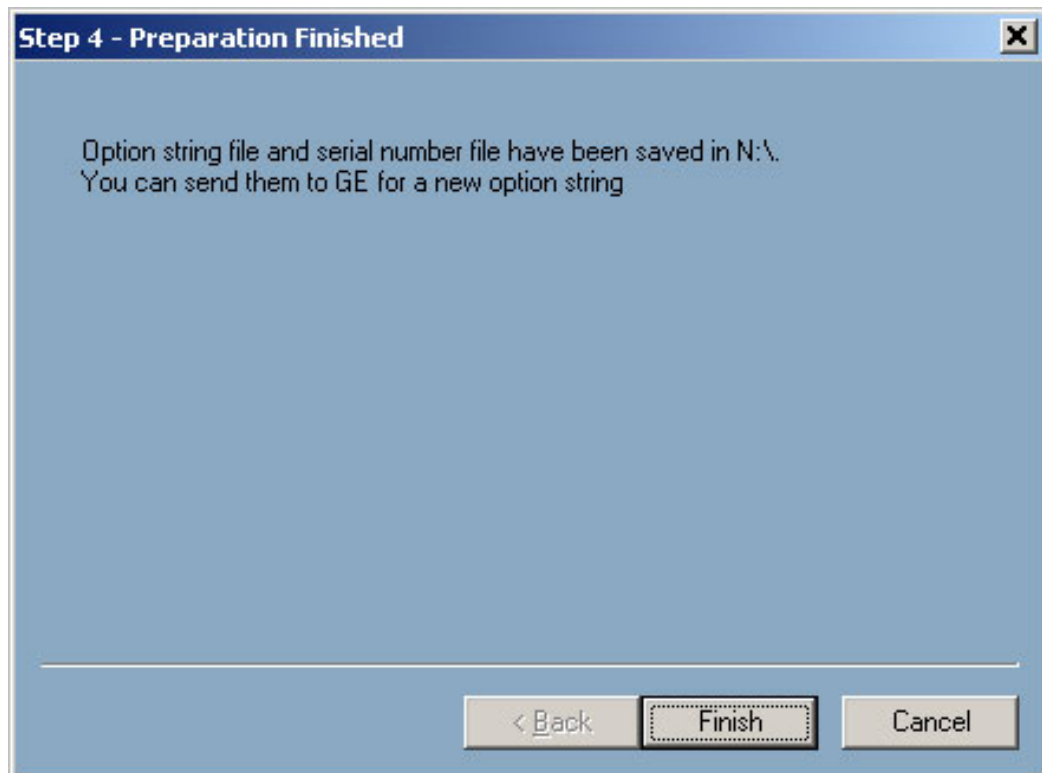 Step 4 - Preparation Finished
Option string file and serial number file have been saved in N:\.
You can send them to GE for a new option string
< Back
Finish
Cancel